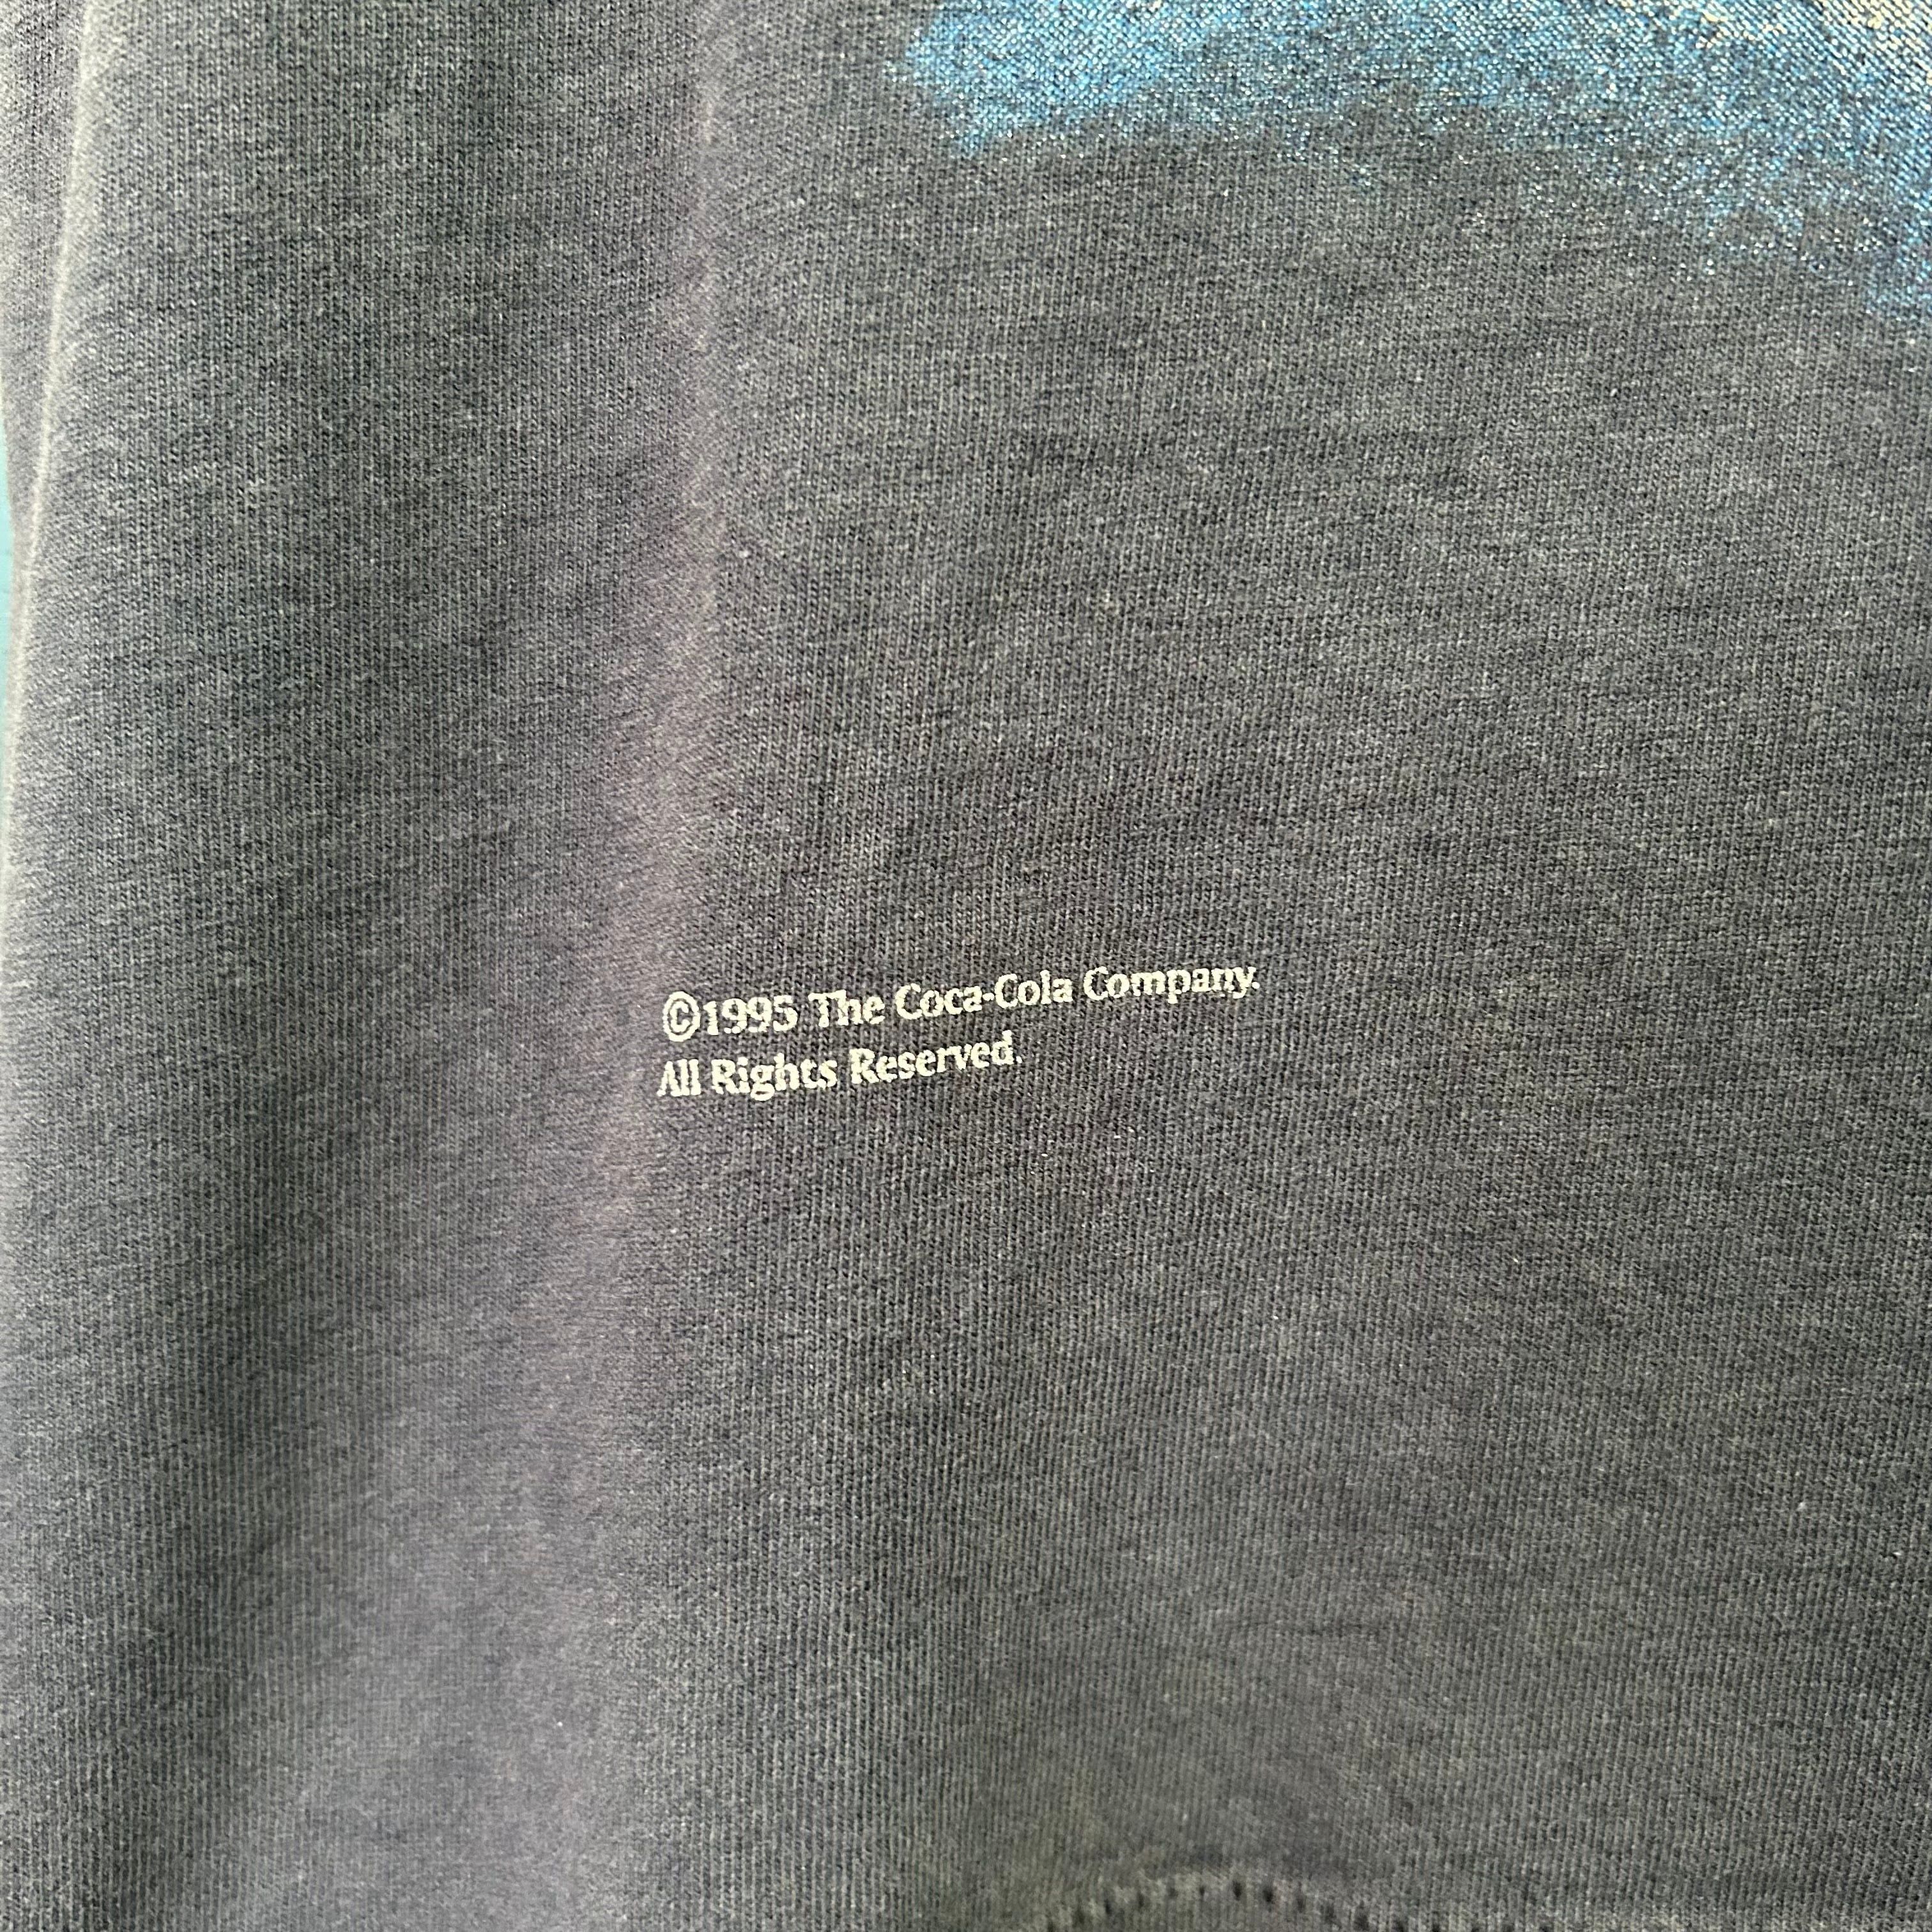 ©1995 The Coca-Cola Company.
All Rights Reserved.